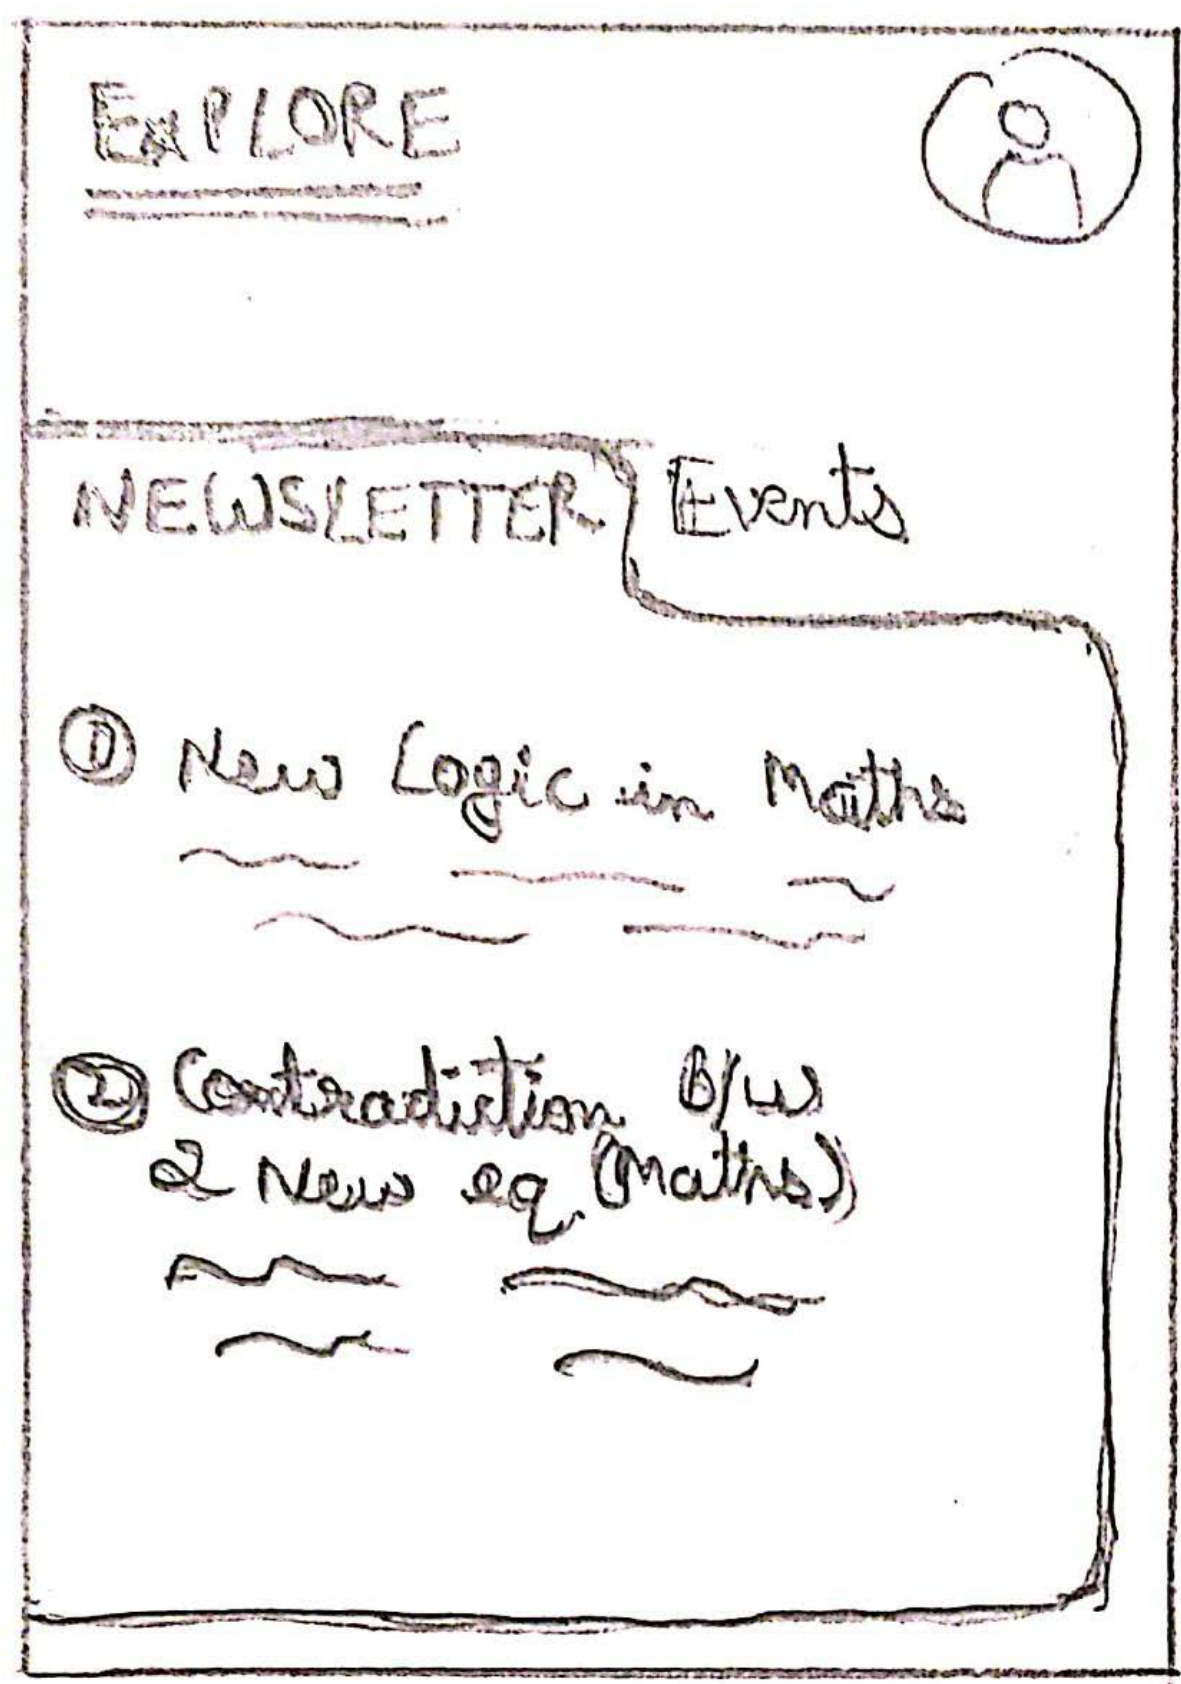 ExPLORE
NEWSLETTER Events
① New Logic in Maths
② Contradiction B/w
2 New eq. (Maths)